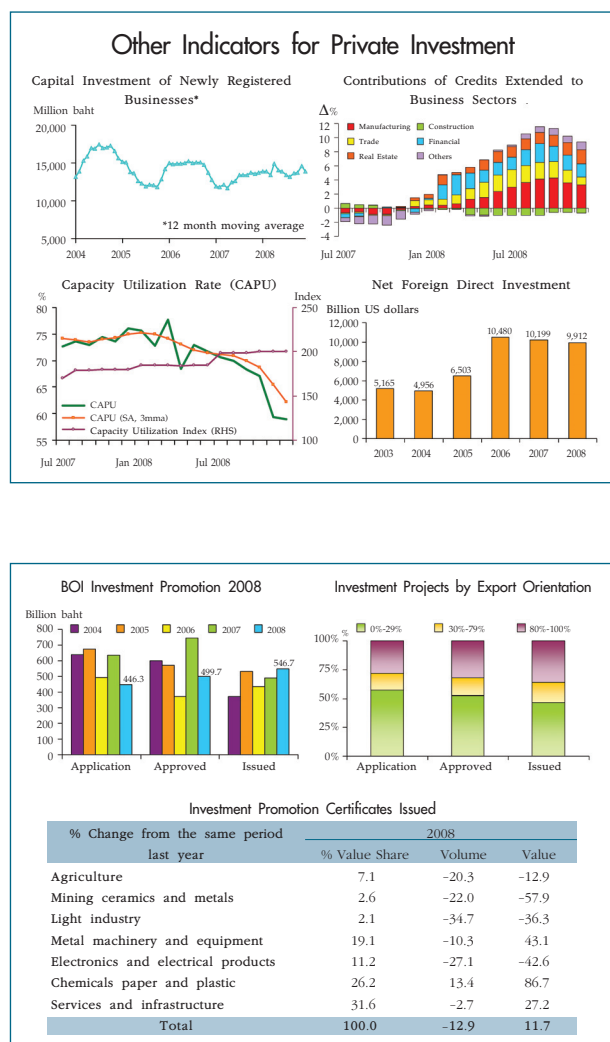 Other Indicators for Private Investment
Capital Investment of Newly Registered
Businesses*
Million baht
20,000
15,000
10,000
5,000
*12 month moving average
2004 2005 2006 2007 2008
Contributions of Credits Extended to
Business Sectors .
Δ%
12
10
8
6
4
2
0
-2
-4
Manufacturing Construction
Trade Financial
Real Estate Others
Jul 2007 Jan 2008 Jul 2008
Capacity Utilization Rate (CAPU)
% Index
80
75
70
65
60
55
250
200
150
100
CAPU
CAPU (SA, 3mma)
Capacity Utilization Index (RHS)
Jul 2007 Jan 2008 Jul 2008
Net Foreign Direct Investment
Billion US dollars
12,000
10,000
8,000
6,000
4,000
2,000
0
5,165 4,956 6,503 10,480 10,199 9,912
2003 2004 2005 2006 2007 2008
BOI Investment Promotion 2008
Billion baht
800
700
600
500
400
300
200
100
0
2004 2005 2006 2007 2008
446.3 499.7 546.7
Application Approved Issued
Investment Projects by Export Orientation
%
0%-29% 30%-79% 80%-100%
100%
75%
50%
25%
0%
Application Approved Issued
Investment Promotion Certificates Issued
% Change from the same period 2008
last year % Value Share Volume Value
Agriculture 7.1 -20.3 -12.9
Mining ceramics and metals 2.6 -22.0 -57.9
Light industry 2.1 -34.7 -36.3
Metal machinery and equipment 19.1 -10.3 43.1
Electronics and electrical products 11.2 -27.1 -42.6
Chemicals paper and plastic 26.2 13.4 86.7
Services and infrastructure 31.6 -2.7 27.2
Total 100.0 -12.9 11.7